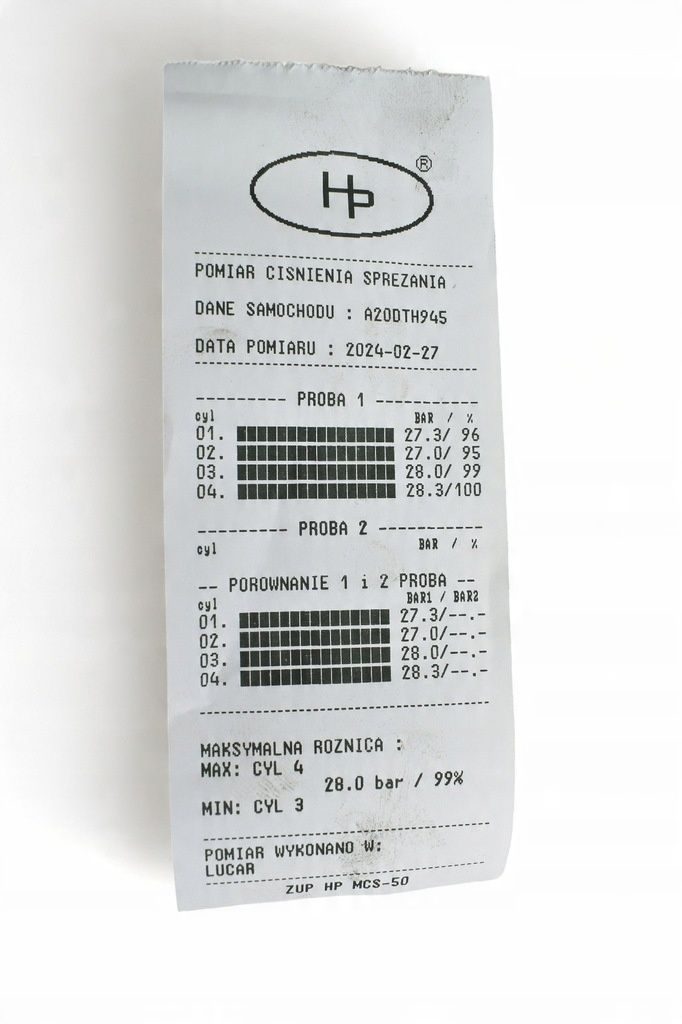 HP ®
POMIAR CISNIENIA SPREZANIA
DANE SAMOCHODU : A20DTH945
DATA POMIARU : 2024-02-27
--------- PROBA 1 -----------
cyl BAR / %
01. 27.3/ 96
02. 27.0/ 95
03. 28.0/ 99
04. 28.3/100
--------- PROBA 2 -----------
cyl BAR / %
-- POROWNANIE 1 i 2 PROBA --
cyl BAR1 / BAR2
01. 27.3/--.-
02. 27.0/--.-
03. 28.0/--.-
04. 28.3/--.-
MAKSYMALNA ROZNICA :
MAX: CYL 4
28.0 bar / 99%
MIN: CYL 3
POMIAR WYKONANO W:
LUCAR
ZUP HP MCS-50